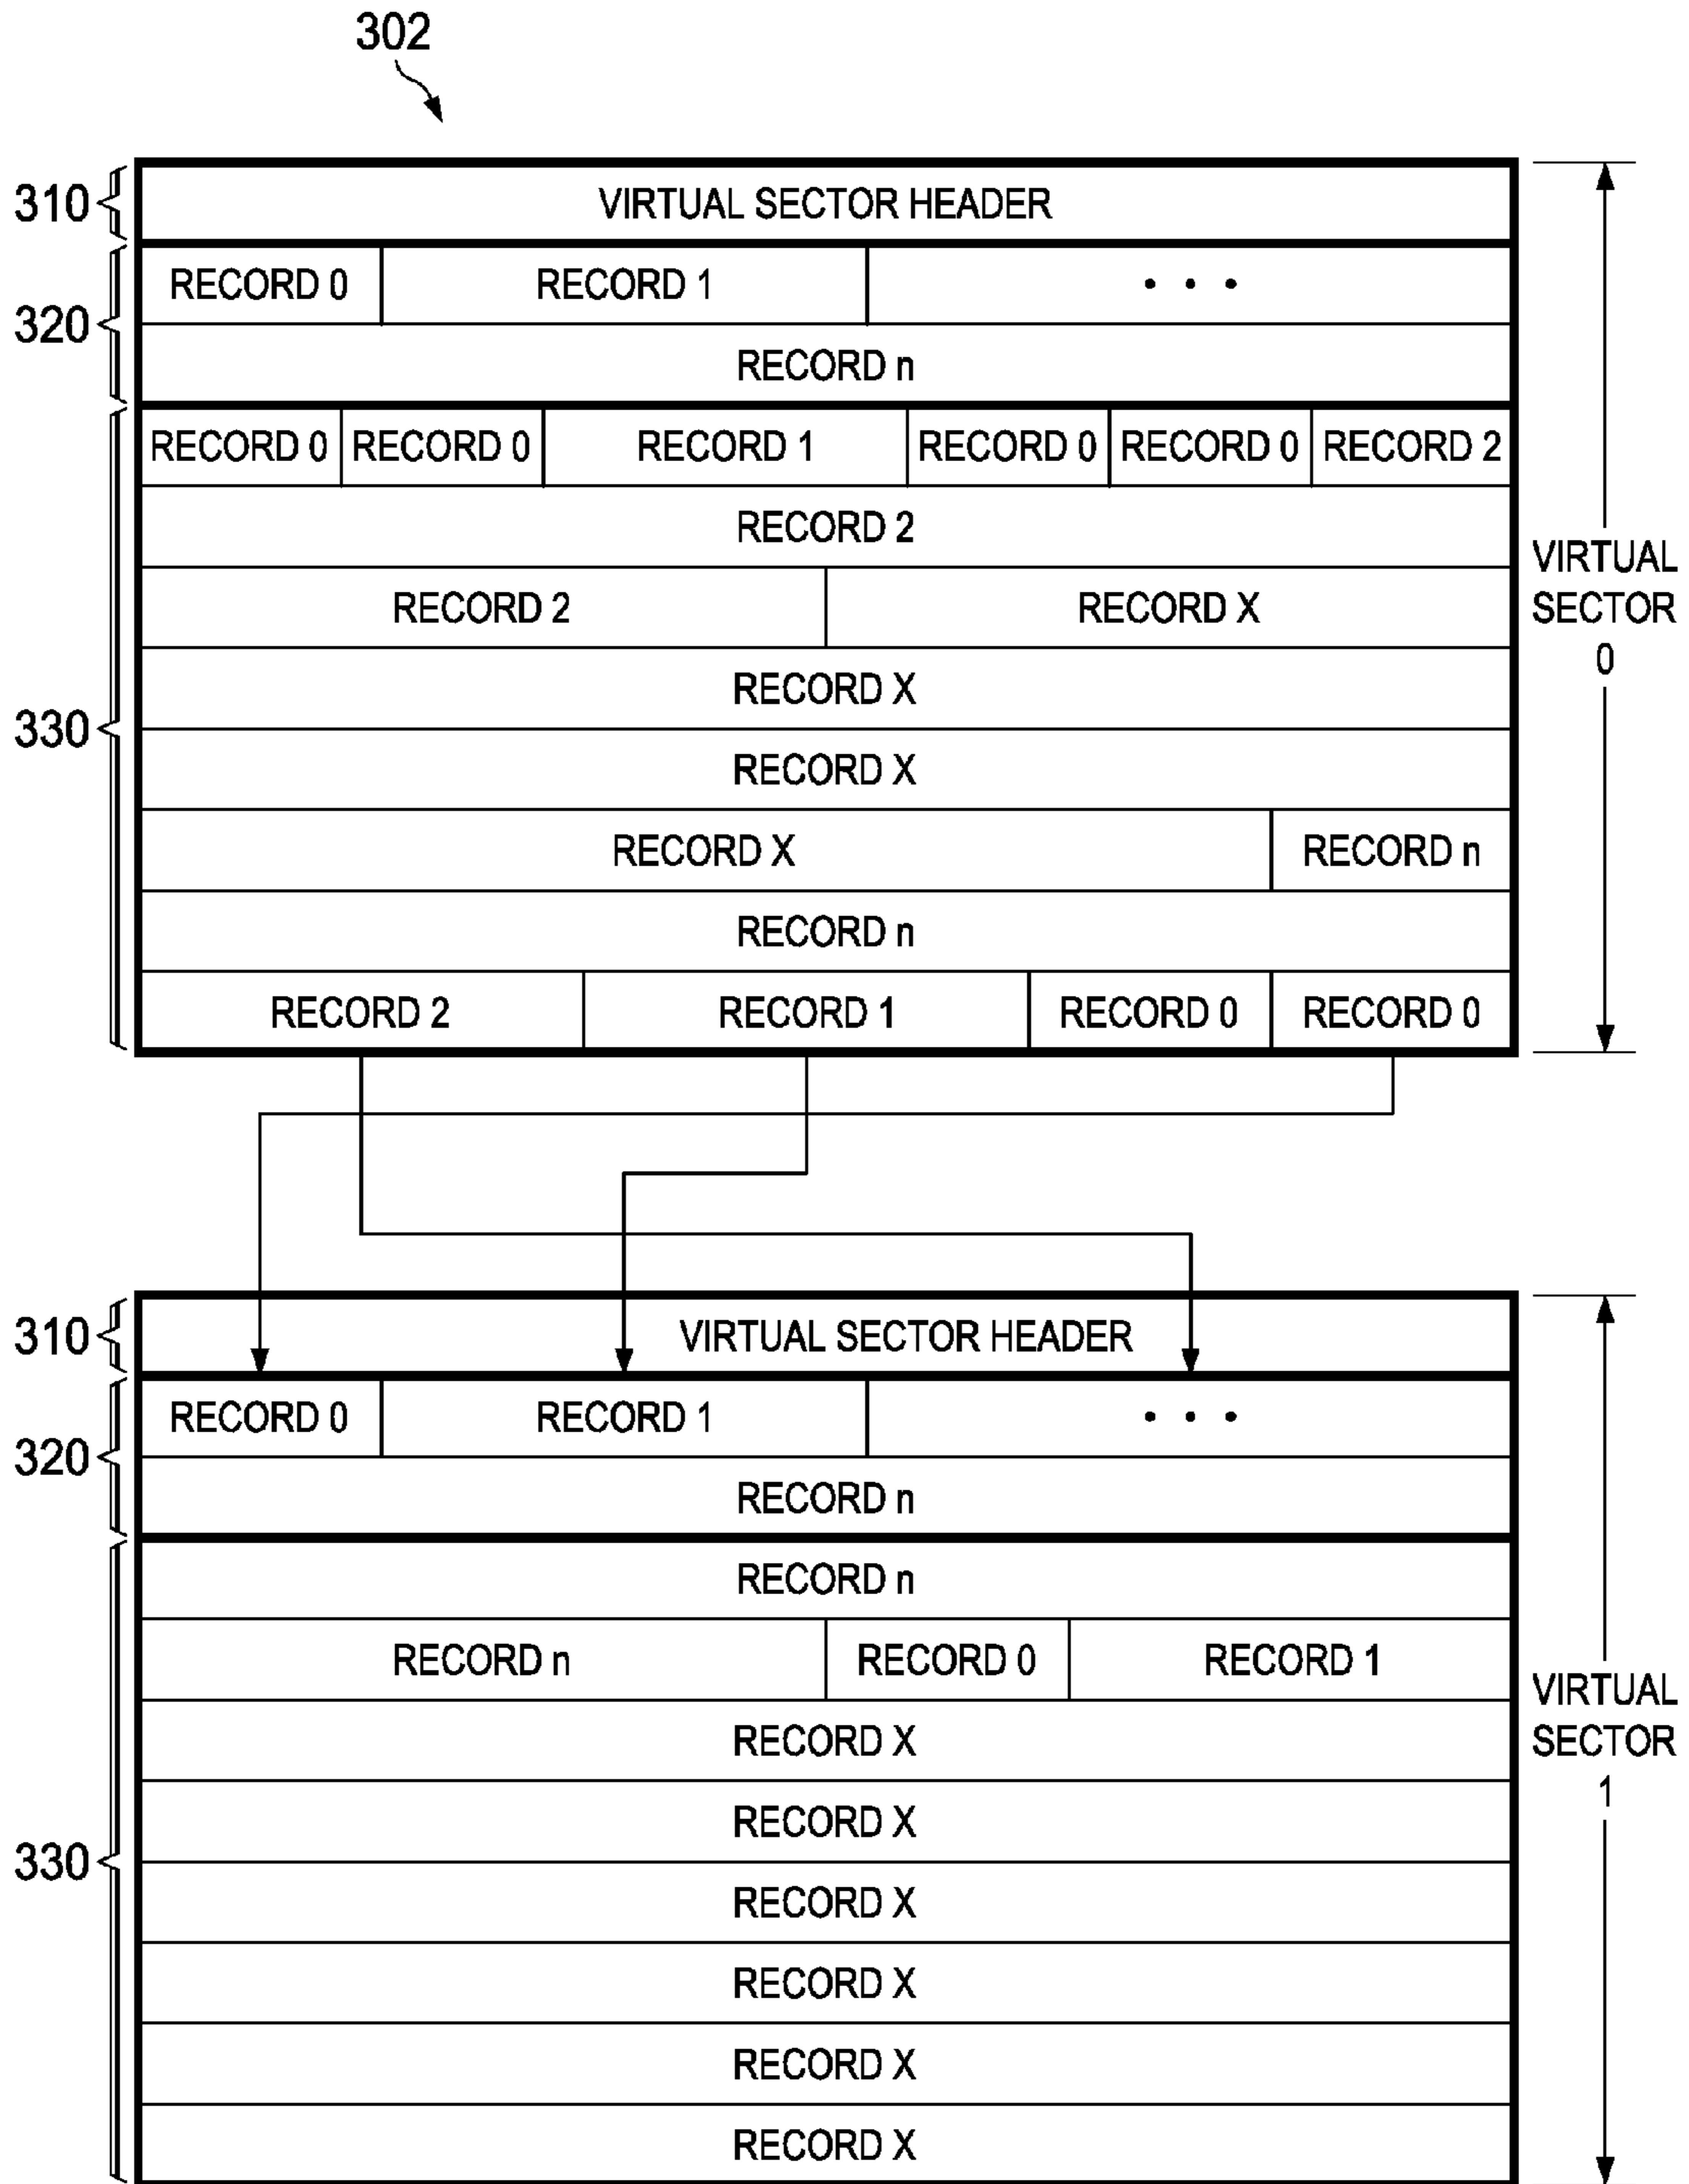 302
310
VIRTUAL SECTOR HEADER
320
RECORD 0 RECORD 1 • • •
RECORD n
330
RECORD 0 RECORD 0 RECORD 1 RECORD 0 RECORD 0 RECORD 2
RECORD 2
RECORD 2 RECORD X
RECORD X
RECORD X
RECORD X RECORD n
RECORD n
RECORD 2 RECORD 1 RECORD 0 RECORD 0
VIRTUAL
SECTOR
0
310
VIRTUAL SECTOR HEADER
320
RECORD 0 RECORD 1 • • •
RECORD n
330
RECORD n
RECORD n RECORD 0 RECORD 1
RECORD X
RECORD X
RECORD X
RECORD X
RECORD X
RECORD X
VIRTUAL
SECTOR
1